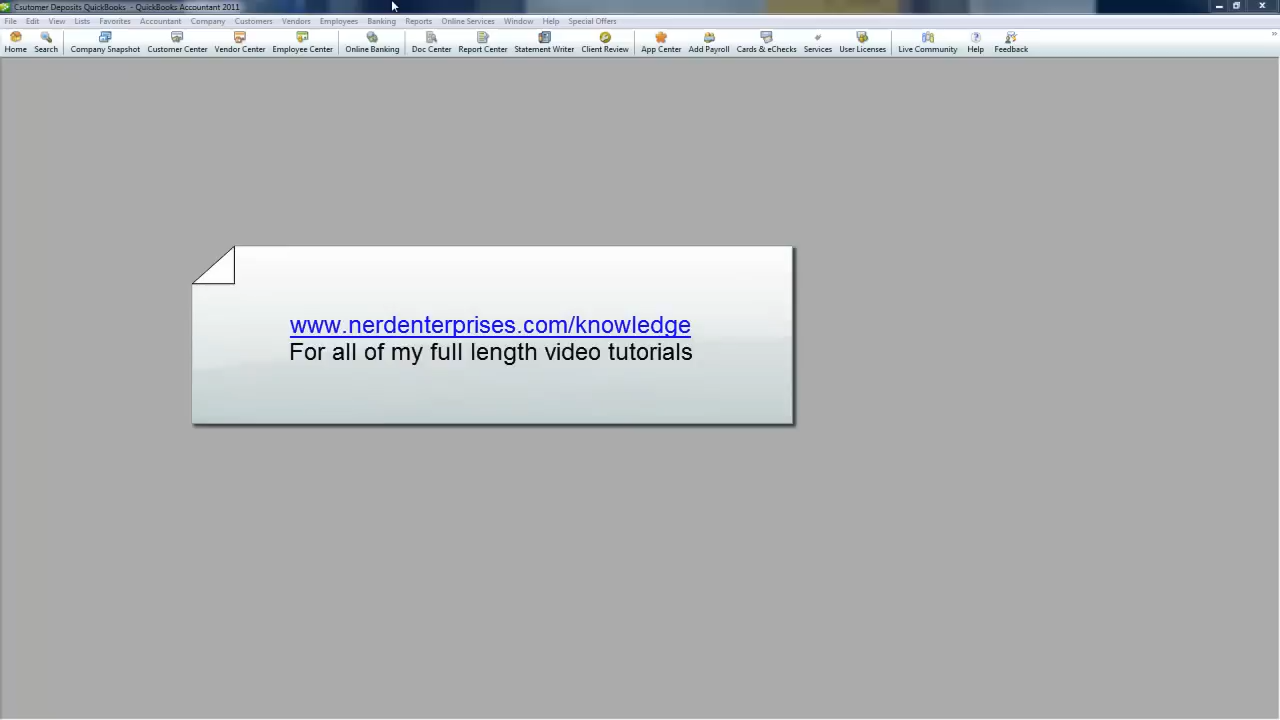 Csutomer Deposits QuickBooks - QuickBooks Accountant 2011
File Edit View Lists Favorites Accountant Company Customers Vendors Employees Banking Reports Online Services Window Help Special Offers
Home Search Company Snapshot Customer Center Vendor Center Employee Center Online Banking Doc Center Report Center Statement Writer Client Review App Center Add Payroll Cards & eChecks Services User Licenses Live Community Help Feedback
www.nerdenterprises.com/knowledge
For all of my full length video tutorials